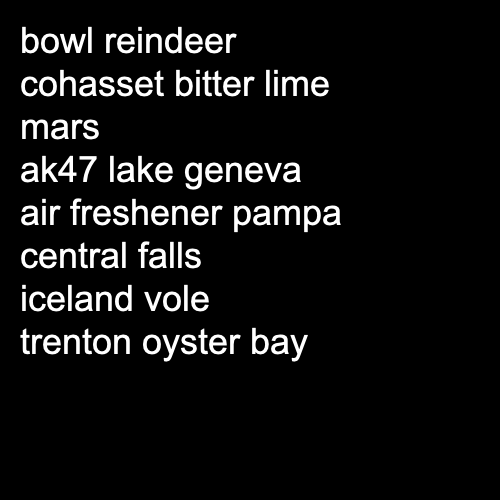 bowl reindeer
cohasset bitter lime
mars
ak47 lake geneva
air freshener pampa
central falls
iceland vole
trenton oyster bay